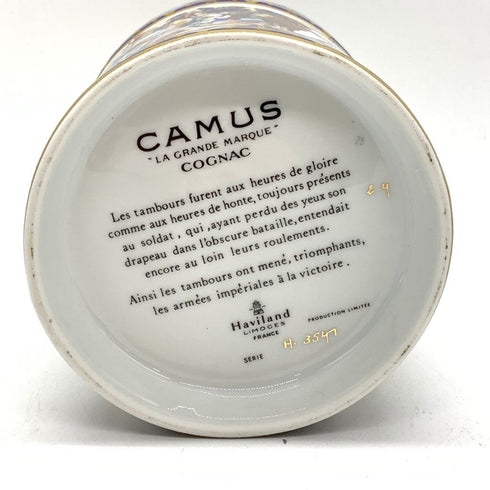 CAMUS
"LA GRANDE MARQUE"
COGNAC
Les tambours furent aux heures de gloire
comme aux heures de honte, toujours présents
au soldat , qui ,ayant perdu des yeux son
drapeau dans l'obscure bataille, entendait
encore au loin leurs roulements.
Ainsi les tambours ont mené, triomphants,
les armées impériales à la victoire .
Haviland
LIMOGES
FRANCE
PRODUCTION LIMITÉE
SERIE H. 3547